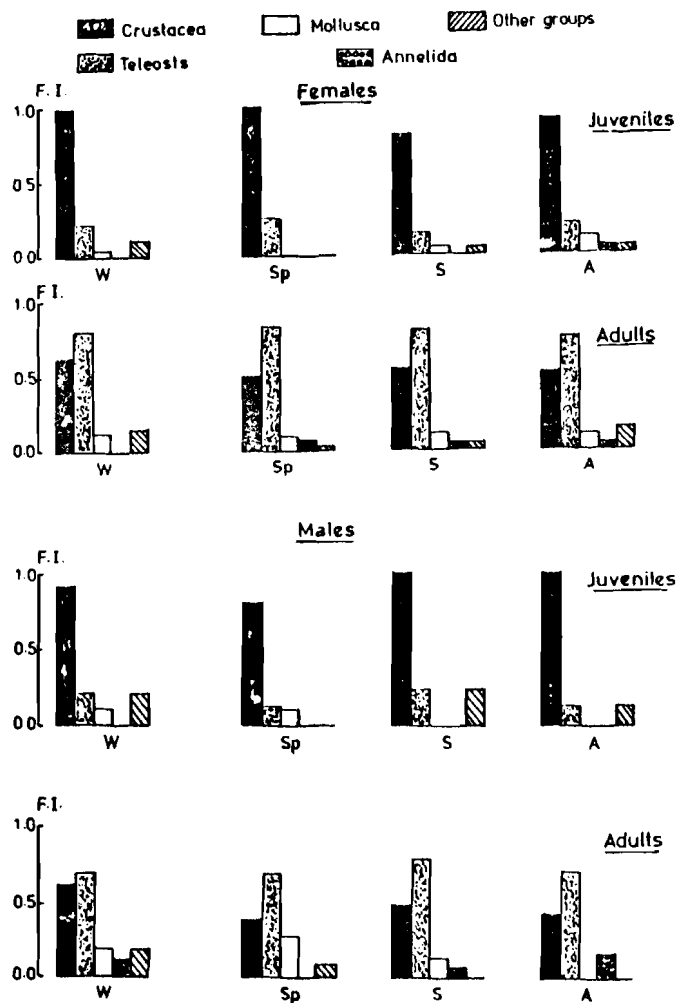 Crustacea Mollusca Other groups
Teleosts Annelida
F.I. Females
1.0 Juveniles
0.5
0.0
W Sp S A
F.I.
1.0 Adults
0.5
0.0
W Sp S A
Males
F.I.
1.0 Juveniles
0.5
0.0
W Sp S A
F.I.
1.0 Adults
0.5
0.0
W Sp S A